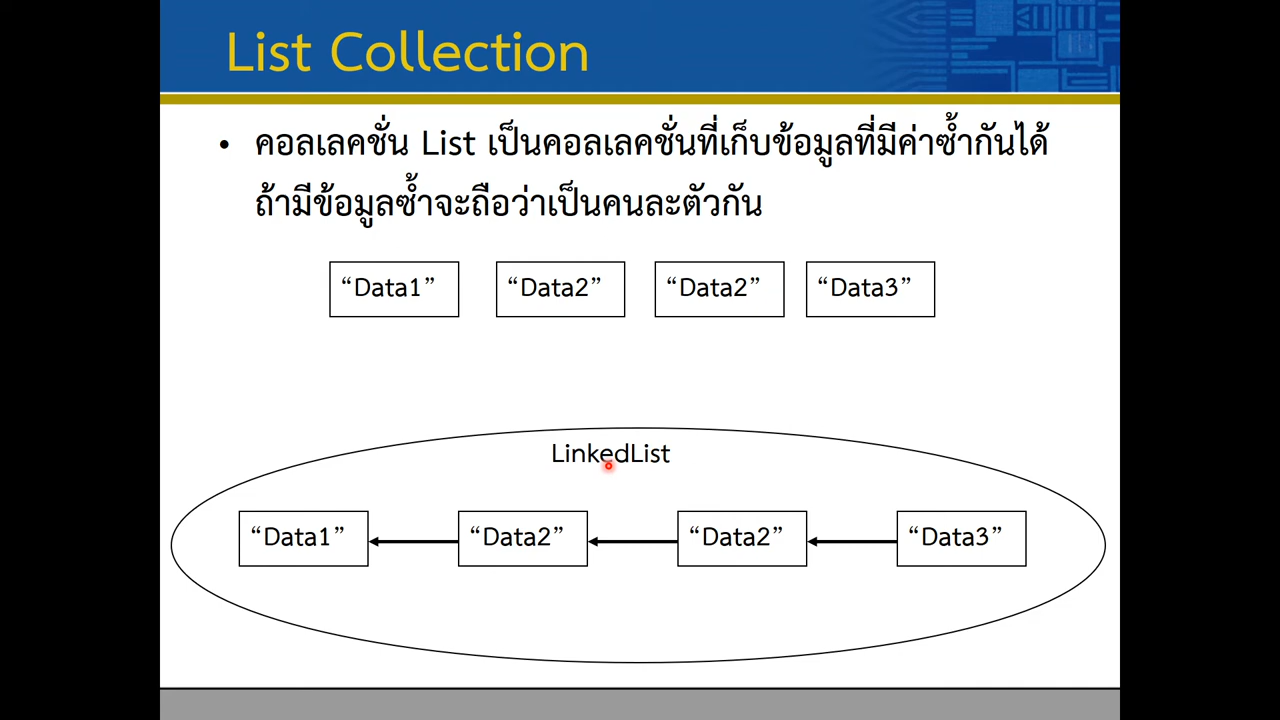 List Collection
• คอลเลคชั่น List เป็นคอลเลคชั่นที่เก็บข้อมูลที่มีค่าซ้ำกันได้
ถ้ามีข้อมูลซ้ำจะถือว่าเป็นคนละตัวกัน
“Data1” “Data2” “Data2” “Data3”
LinkedList
“Data1” “Data2” “Data2” “Data3”